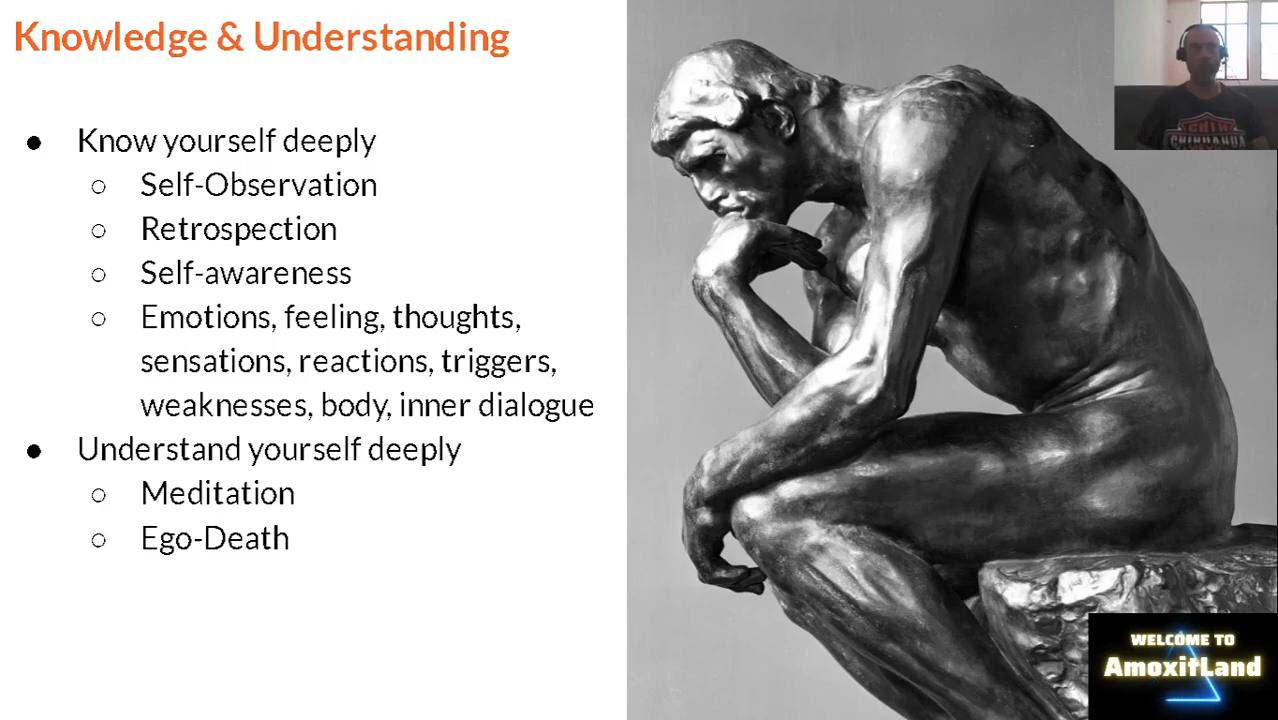 Knowledge & Understanding
● Know yourself deeply
○ Self-Observation
○ Retrospection
○ Self-awareness
○ Emotions, feeling, thoughts,
sensations, reactions, triggers,
weaknesses, body, inner dialogue
● Understand yourself deeply
○ Meditation
○ Ego-Death
CHIHUAHUA
WELCOME TO
AmoxitLand